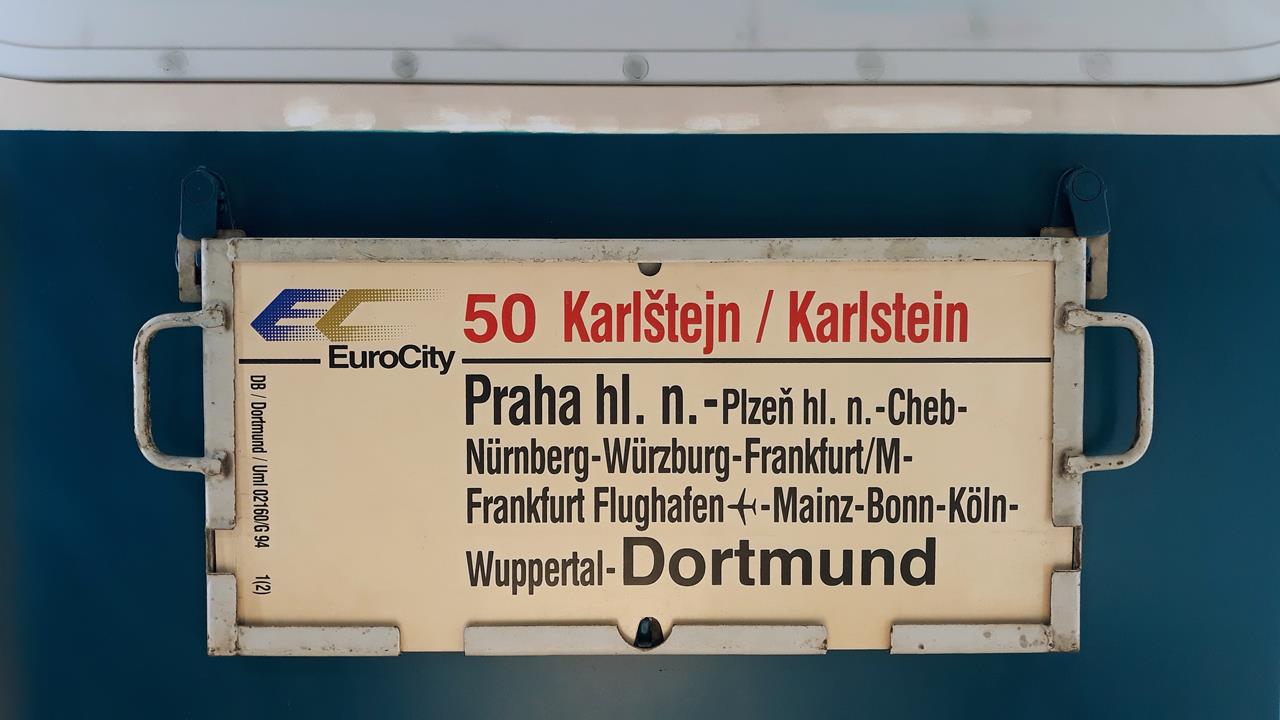 EC
EuroCity
50 Karlštejn / Karlstein
Praha hl. n.-Plzeň hl. n.-Cheb-
Nürnberg-Würzburg-Frankfurt/M-
Frankfurt Flughafen✈-Mainz-Bonn-Köln-
Wuppertal-Dortmund
DB / Dortmund / Uml 02160/G 94 1(2)